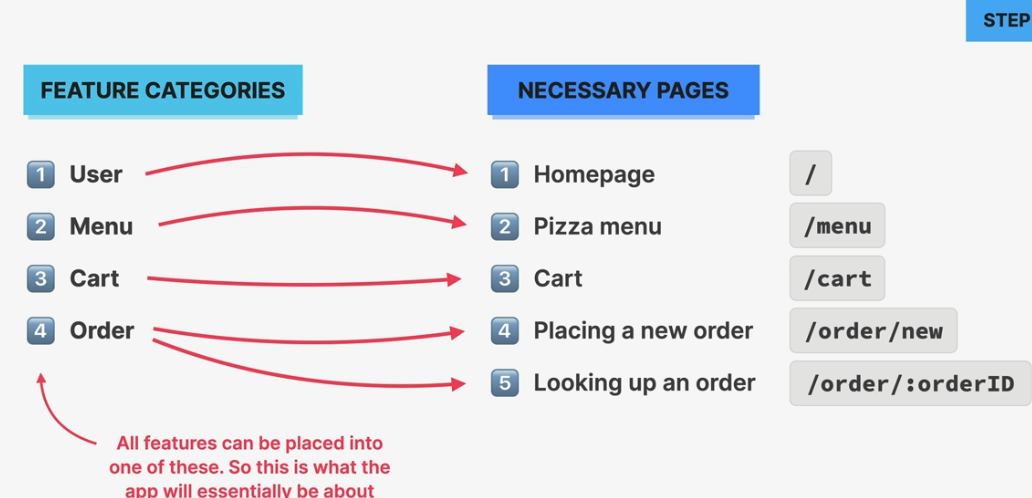 STEP
FEATURE CATEGORIES
NECESSARY PAGES
1 User
1 Homepage /
2 Menu
2 Pizza menu /menu
3 Cart
3 Cart /cart
4 Order
4 Placing a new order /order/new
5 Looking up an order /order/:orderID
All features can be placed into
one of these. So this is what the
app will essentially be about